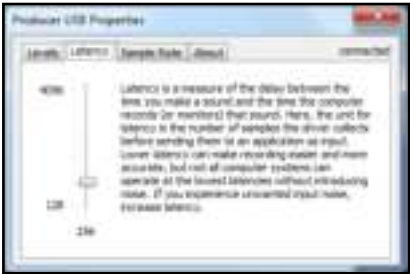 Producer USB Properties
Levels Latency Sample Rate About connected
4096
Latency is a measure of the delay between the
time you make a sound and the time the computer
records (or monitors) that sound. Here, the unit for
latency is the number of samples the driver collects
before sending them to an application as input.
Lower latency can make recording easier and more
accurate, but not all computer systems can
operate at the lowest latencies without introducing
noise. If you experience unwanted input noise,
increase latency.
128
256